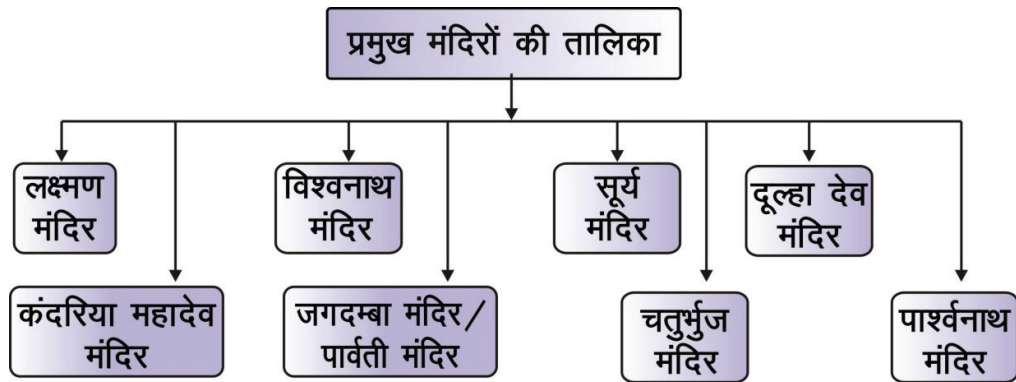 प्रमुख मंदिरों की तालिका
लक्ष्मण
मंदिर
विश्वनाथ
मंदिर
सूर्य
मंदिर
दूल्हा देव
मंदिर
कंदरिया महादेव
मंदिर
जगदम्बा मंदिर/
पार्वती मंदिर
चतुर्भुज
मंदिर
पार्श्वनाथ
मंदिर